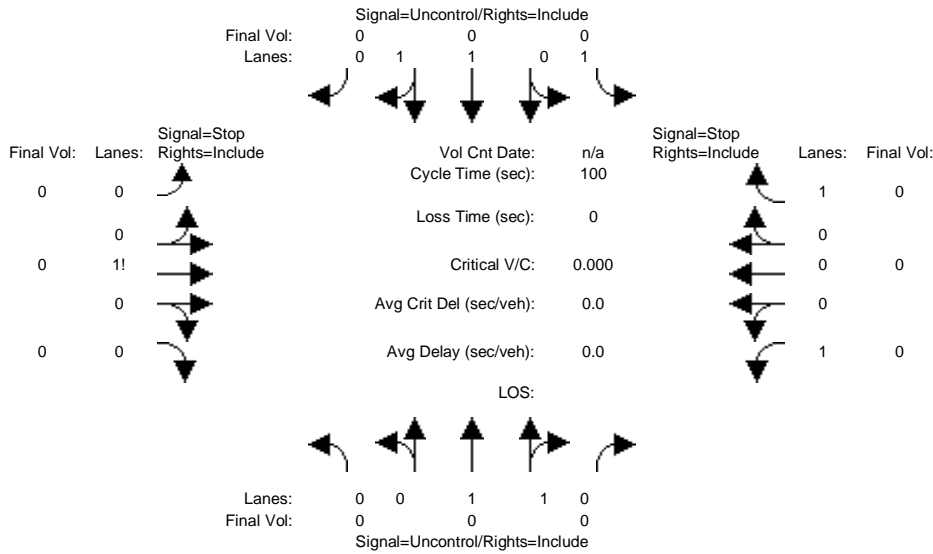 Signal=Uncontrol/Rights=Include
Final Vol: 0 0 0
Lanes: 0 1 1 0 1
Signal=Stop Signal=Stop
Final Vol: Lanes: Rights=Include Vol Cnt Date: n/a Rights=Include Lanes: Final Vol:
Cycle Time (sec): 100
0 0 1 0
Loss Time (sec): 0
0 0
0 1! Critical V/C: 0.000 0 0
0 Avg Crit Del (sec/veh): 0.0 0
0 0 Avg Delay (sec/veh): 0.0 1 0
LOS:
Lanes: 0 0 1 1 0
Final Vol: 0 0 0
Signal=Uncontrol/Rights=Include